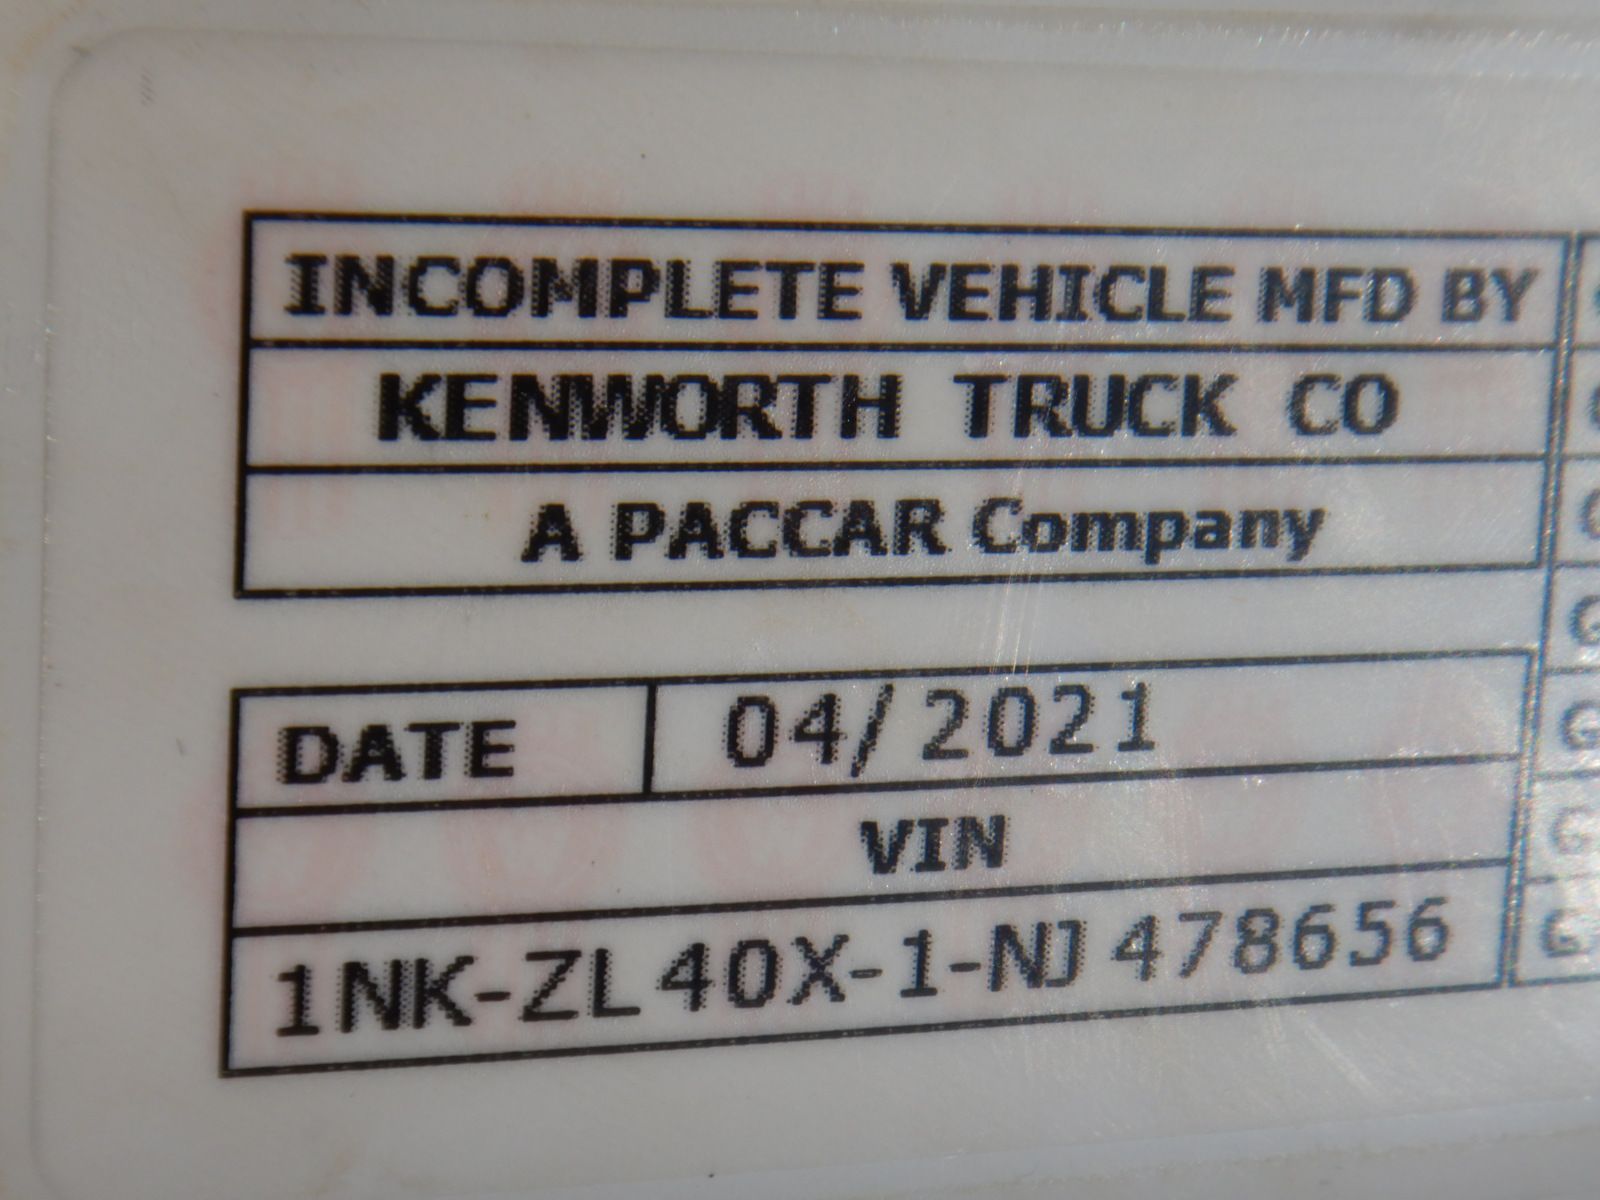 INCOMPLETE VEHICLE MFD BY
KENWORTH TRUCK CO
A PACCAR Company
DATE 04/2021
VIN
1NK-ZL40X-1-NJ478656